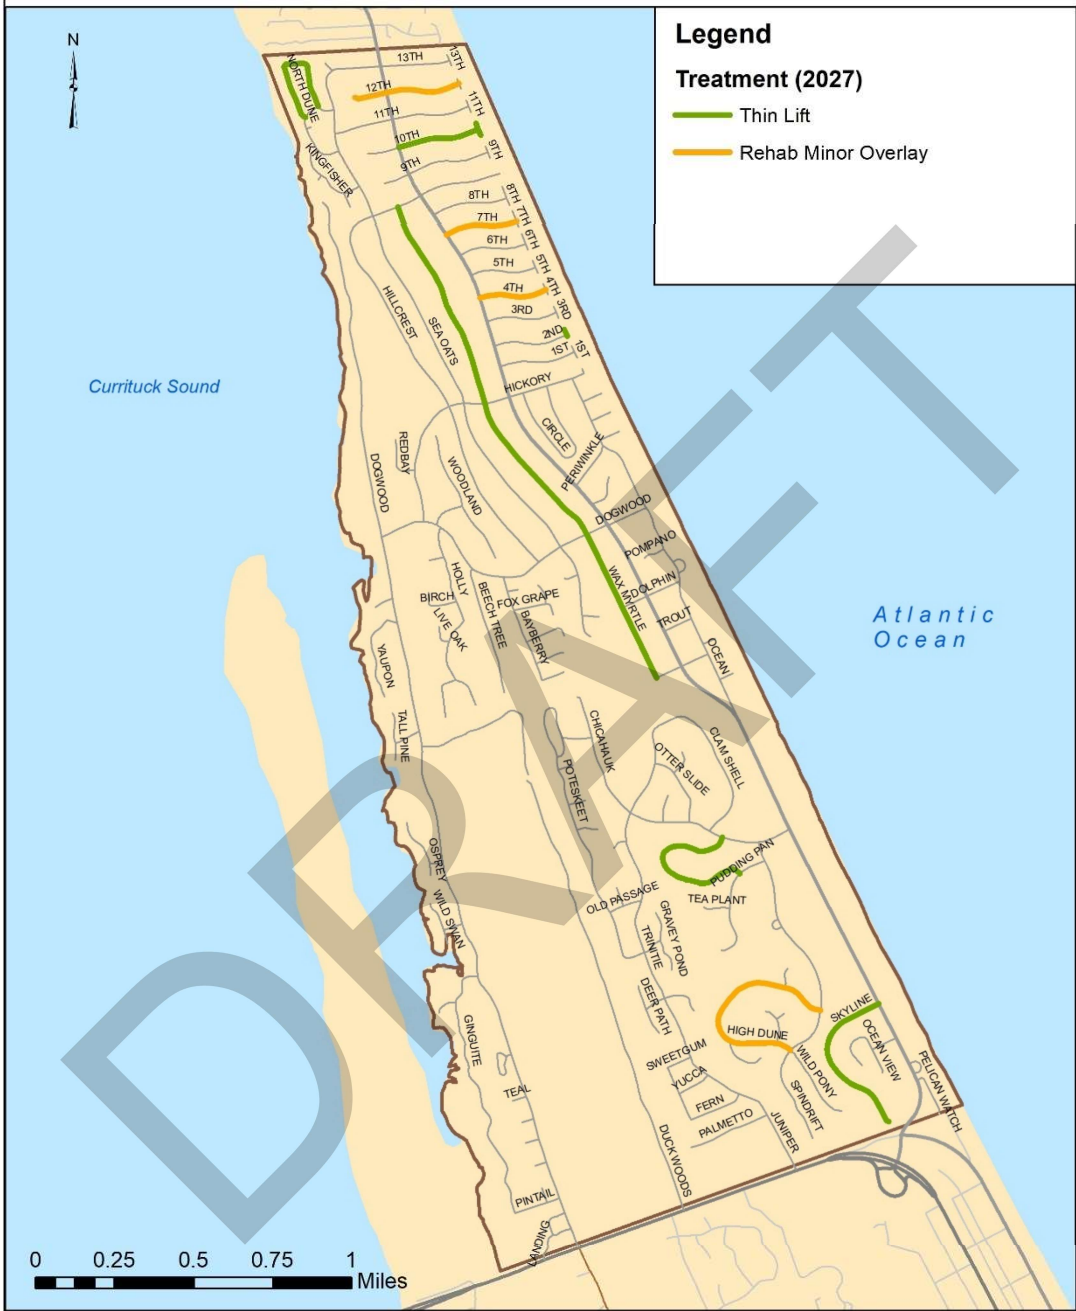 N
Legend
Treatment (2027)
Thin Lift
Rehab Minor Overlay
13TH
13TH
NORTH DUNE
12TH
11TH
11TH
10TH
9TH
9TH
KINGFISHER
8TH
8TH
7TH
7TH
6TH
6TH
5TH
5TH
4TH
4TH
3RD
3RD
2ND
1ST
1ST
HILLCREST
SEA OATS
Currituck Sound
HICKORY
CIRCLE
PERIWINKLE
REDBAY
DOGWOOD
WOODLAND
DOGWOOD
POMPANO
DOLPHIN
WAX MYRTLE
TROUT
HOLLY
BIRCH
BEECH TREE
FOX GRAPE
LIVE OAK
BAYBERRY
Atlantic
Ocean
OCEAN
YAUPON
TALL PINE
CHICAHAUK
CLAM SHELL
OTTER SLIDE
POTESKEET
OSPREY
PUDDING PAN
TEA PLANT
OLD PASSAGE
WILD SWAN
GRAVEY POND
TRINITIE
DEER PATH
SKYLINE
HIGH DUNE
OCEAN VIEW
GINGUITE
SWEETGUM
WILD PONY
PELICAN WATCH
YUCCA
SPINDRIFT
TEAL
FERN
PALMETTO
JUNIPER
DUCK WOODS
PINTAIL
LANDING
DRAFT
0 0.25 0.5 0.75 1
Miles